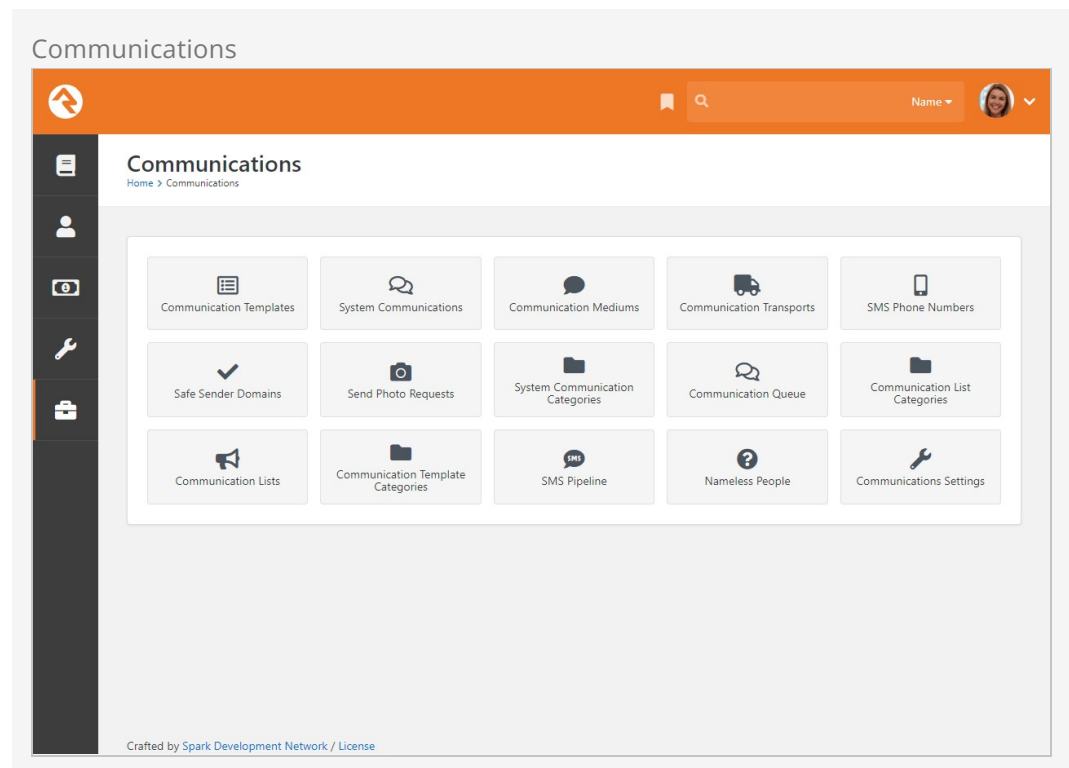 Communications
Name
Communications
Home > Communications
Communication Templates
System Communications
Communication Mediums
Communication Transports
SMS Phone Numbers
Safe Sender Domains
Send Photo Requests
System Communication
Categories
Communication Queue
Communication List
Categories
Communication Lists
Communication Template
Categories
SMS
SMS Pipeline
Nameless People
Communications Settings
Crafted by Spark Development Network / License